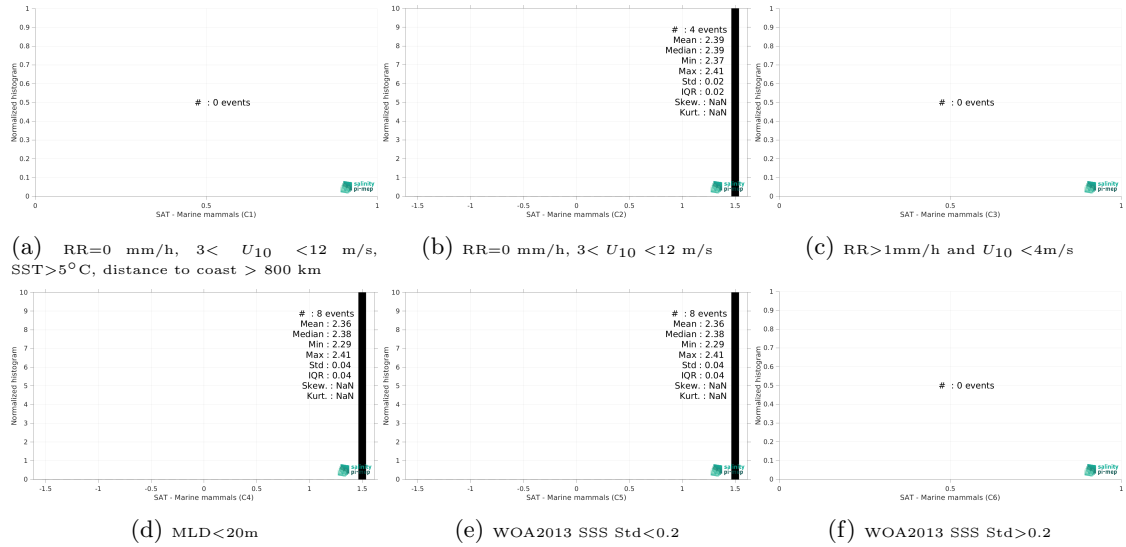 1
0.9
0.8
0.7
0.6
0.5
0.4
0.3
0.2
0.1
0
Normalized histogram
# : 0 events
salinity
pi-mep
0 0.5 1
SAT - Marine mammals (C1)
(a) RR=0 mm/h, 3< U10 <12 m/s,
SST>5°C, distance to coast > 800 km
10
9
8
7
6
5
4
3
2
1
0
Normalized histogram
# : 4 events
Mean : 2.39
Median : 2.39
Min : 2.37
Max : 2.41
Std : 0.02
IQR : 0.02
Skew. : NaN
Kurt. : NaN
salinity
pi-mep
-1.5 -1 -0.5 0 0.5 1 1.5
SAT - Marine mammals (C2)
(b) RR=0 mm/h, 3< U10 <12 m/s
1
0.9
0.8
0.7
0.6
0.5
0.4
0.3
0.2
0.1
0
Normalized histogram
# : 0 events
salinity
pi-mep
0 0.5 1
SAT - Marine mammals (C3)
(c) RR>1mm/h and U10 <4m/s
10
9
8
7
6
5
4
3
2
1
0
Normalized histogram
# : 8 events
Mean : 2.36
Median : 2.38
Min : 2.29
Max : 2.41
Std : 0.04
IQR : 0.04
Skew. : NaN
Kurt. : NaN
salinity
pi-mep
-1.5 -1 -0.5 0 0.5 1 1.5
SAT - Marine mammals (C4)
(d) MLD<20m
10
9
8
7
6
5
4
3
2
1
0
Normalized histogram
# : 8 events
Mean : 2.36
Median : 2.38
Min : 2.29
Max : 2.41
Std : 0.04
IQR : 0.04
Skew. : NaN
Kurt. : NaN
salinity
pi-mep
-1.5 -1 -0.5 0 0.5 1 1.5
SAT - Marine mammals (C5)
(e) WOA2013 SSS Std<0.2
1
0.9
0.8
0.7
0.6
0.5
0.4
0.3
0.2
0.1
0
Normalized histogram
# : 0 events
salinity
pi-mep
0 0.5 1
SAT - Marine mammals (C6)
(f) WOA2013 SSS Std>0.2